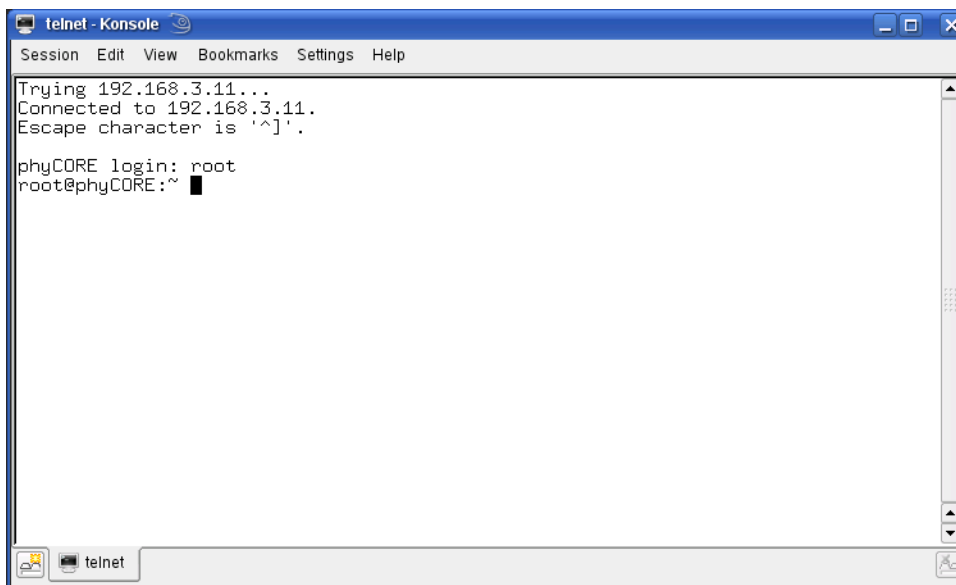 telnet - Konsole
Session Edit View Bookmarks Settings Help
Trying 192.168.3.11...
Connected to 192.168.3.11.
Escape character is '^]'.
phyCORE login: root
root@phyCORE:~
telnet